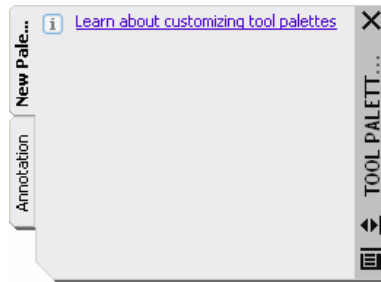 Learn about customizing tool palettes
New Pale...
Annotation
TOOL PALETT...